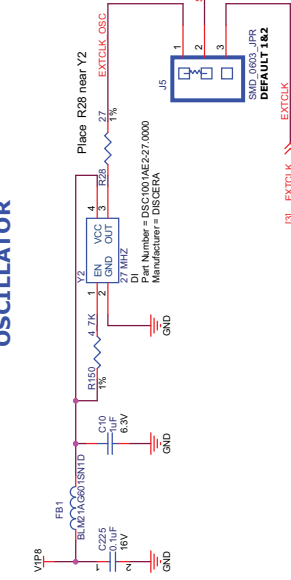 OSCILLATOR
V1P8
FB1
BLM21AG601SN1D
C225
0.1uF
16V
1
2
GND
C10
1uF
6.3V
GND
R150
4.7K
1%
Y2
1
2
EN
GND
VCC
OUT
4
3
27 MHZ
DI
Part Number = DSC1001AE2-27.0000
Manufacturer = DISCERA
GND
R28
27
1%
Place R28 near Y2
EXTCLK_OSC
J5
1
2
3
SMD_0603_JPR
DEFAULT 1&2
EXTCLK
[3] EXTCLK